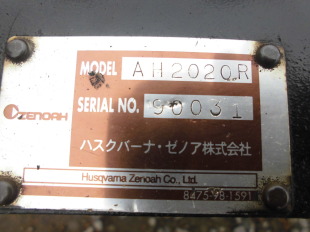 MODEL AH2020R
SERIAL NO. 90031
ZENOAH
ハスクバーナ・ゼノア株式会社
Husqvarna Zenoah Co., Ltd.
8475-98-1591